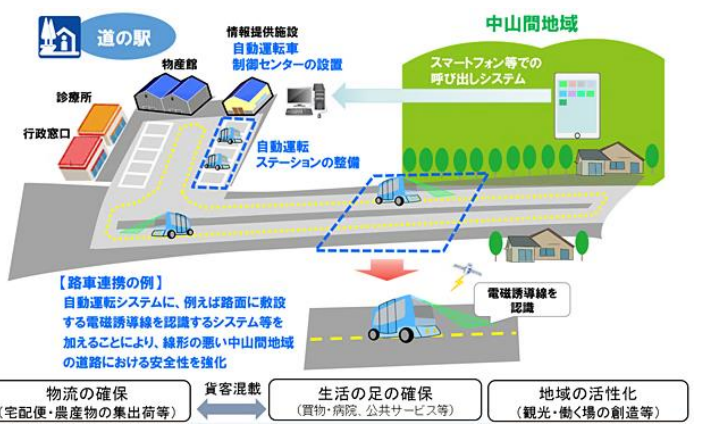 道の駅
情報提供施設
自動運転車
制御センターの設置
物産館
診療所
行政窓口
自動運転
ステーションの整備
中山間地域
スマートフォン等での
呼び出しシステム
【路車連携の例】
自動運転システムに、例えば路面に敷設
する電磁誘導線を認識するシステム等を
加えることにより、線形の悪い中山間地域
の道路における安全性を強化
電磁誘導線を
認識
物流の確保
(宅配便・農産物の集出荷等)
貨客混載
生活の足の確保
(買物・病院、公共サービス等)
地域の活性化
(観光・働く場の創造等)